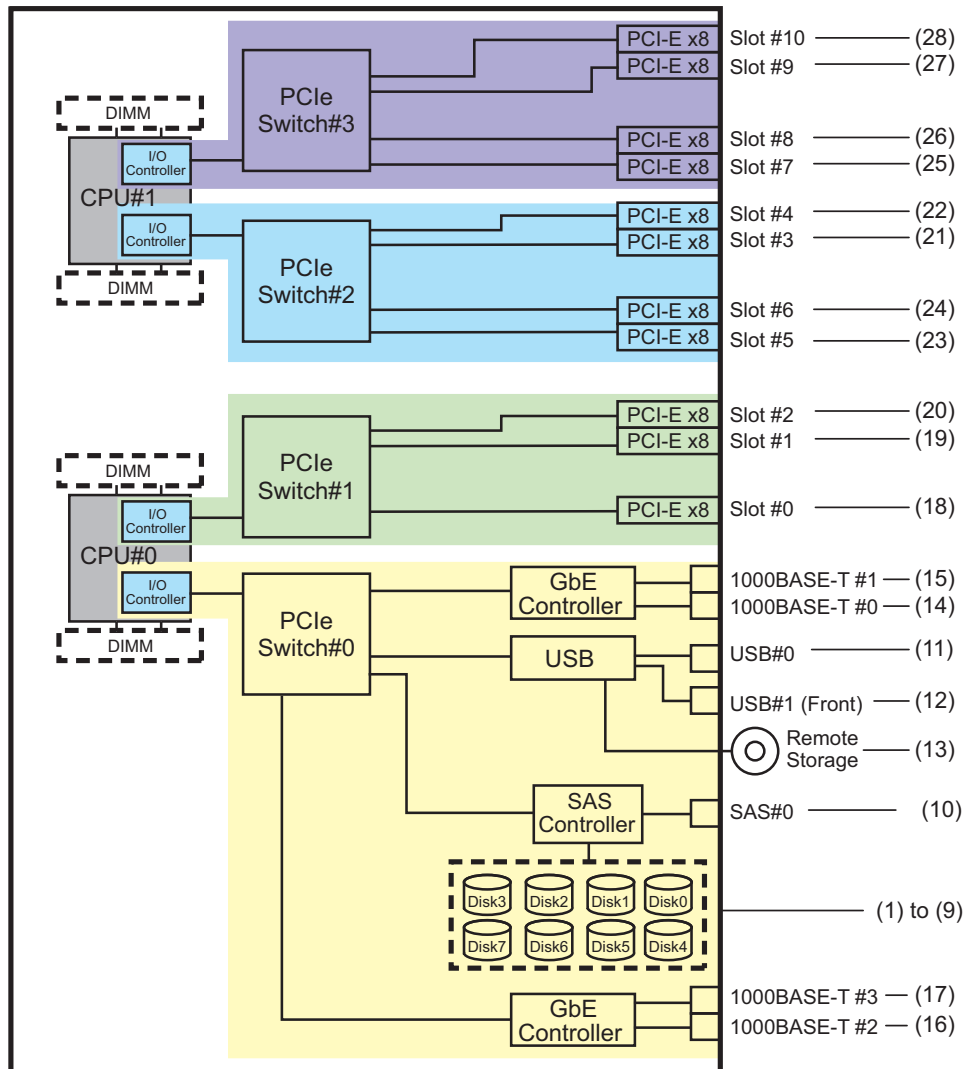 PCI-E x8 Slot #10 (28)
PCI-E x8 Slot #9 (27)
PCIe
Switch#3
DIMM
PCI-E x8 Slot #8 (26)
I/O
Controller
PCI-E x8 Slot #7 (25)
CPU#1
PCI-E x8 Slot #4 (22)
I/O
Controller
PCI-E x8 Slot #3 (21)
PCIe
Switch#2
DIMM
PCI-E x8 Slot #6 (24)
PCI-E x8 Slot #5 (23)
PCI-E x8 Slot #2 (20)
PCI-E x8 Slot #1 (19)
PCIe
Switch#1
DIMM
PCI-E x8 Slot #0 (18)
I/O
Controller
CPU#0
I/O
Controller
GbE
Controller
1000BASE-T #1 (15)
1000BASE-T #0 (14)
PCIe
Switch#0
DIMM
USB
USB#0 (11)
USB#1 (Front) (12)
Remote
Storage (13)
SAS
Controller
SAS#0 (10)
Disk3 Disk2 Disk1 Disk0
(1) to (9)
Disk7 Disk6 Disk5 Disk4
GbE
Controller
1000BASE-T #3 (17)
1000BASE-T #2 (16)